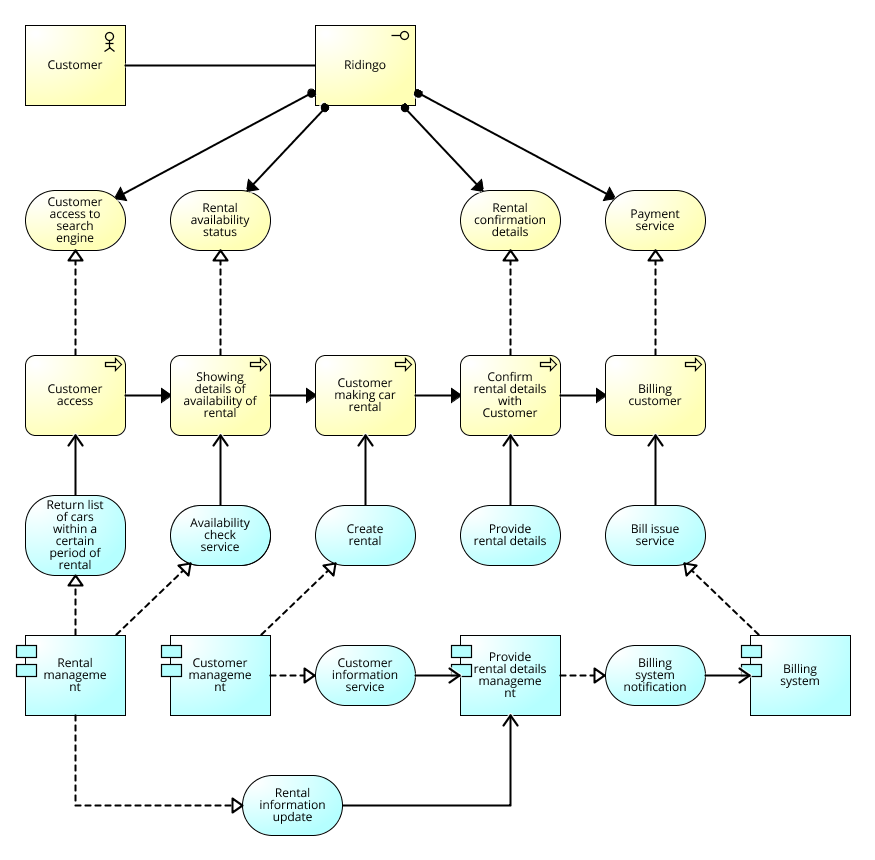 Customer
Ridingo
Customer
access to
search
engine
Rental
availability
status
Rental
confirmation
details
Payment
service
Customer
access
Showing
details of
availability of
rental
Customer
making car
rental
Confirm
rental details
with
Customer
Billing
customer
Return list
of cars
within a
certain
period of
rental
Availability
check
service
Create
rental
Provide
rental details
Bill issue
service
Rental
manageme
nt
Customer
manageme
nt
Customer
information
service
Provide
rental details
manageme
nt
Billing
system
notification
Billing
system
Rental
information
update